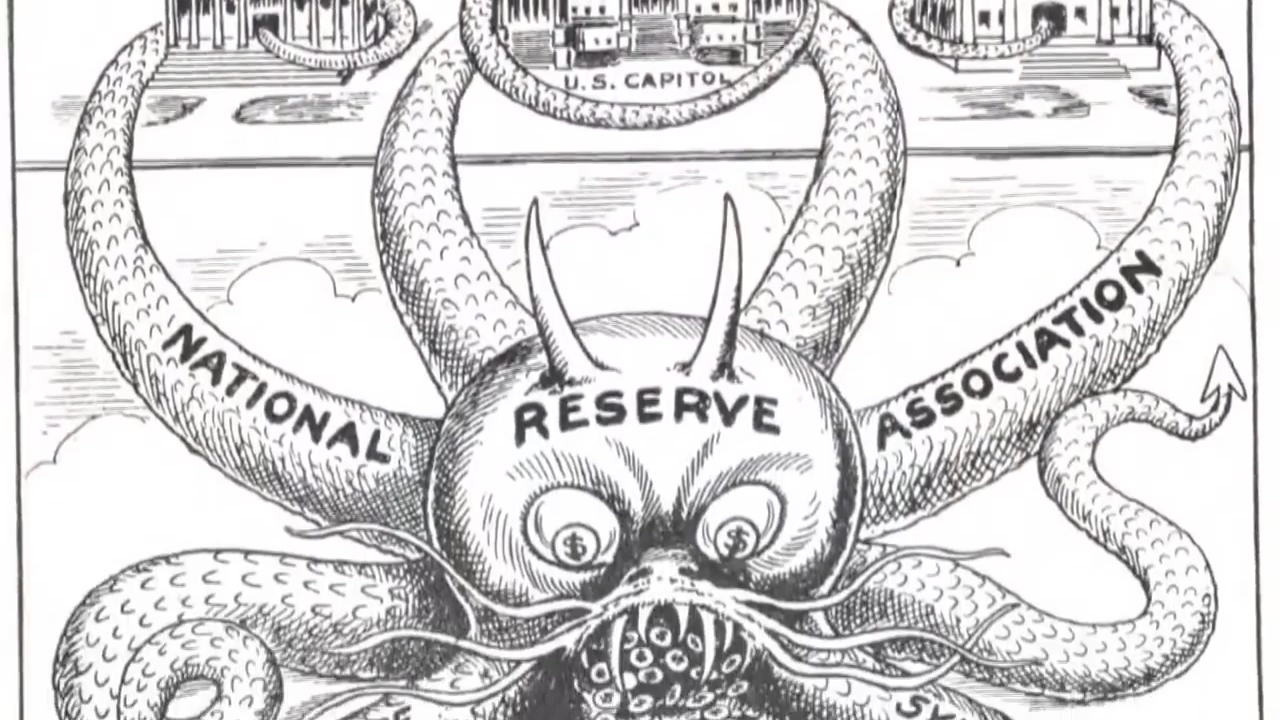 U.S. CAPITOL
NATIONAL
RESERVE
ASSOCIATION
$ $